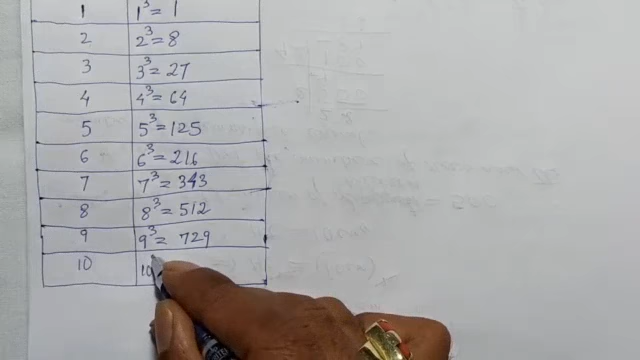 1 1³ = 1
2 2³ = 8
3 3³ = 27
4 4³ = 64
5 5³ = 125
6 6³ = 216
7 7³ = 343
8 8³ = 512
9 9³ = 729
10 10